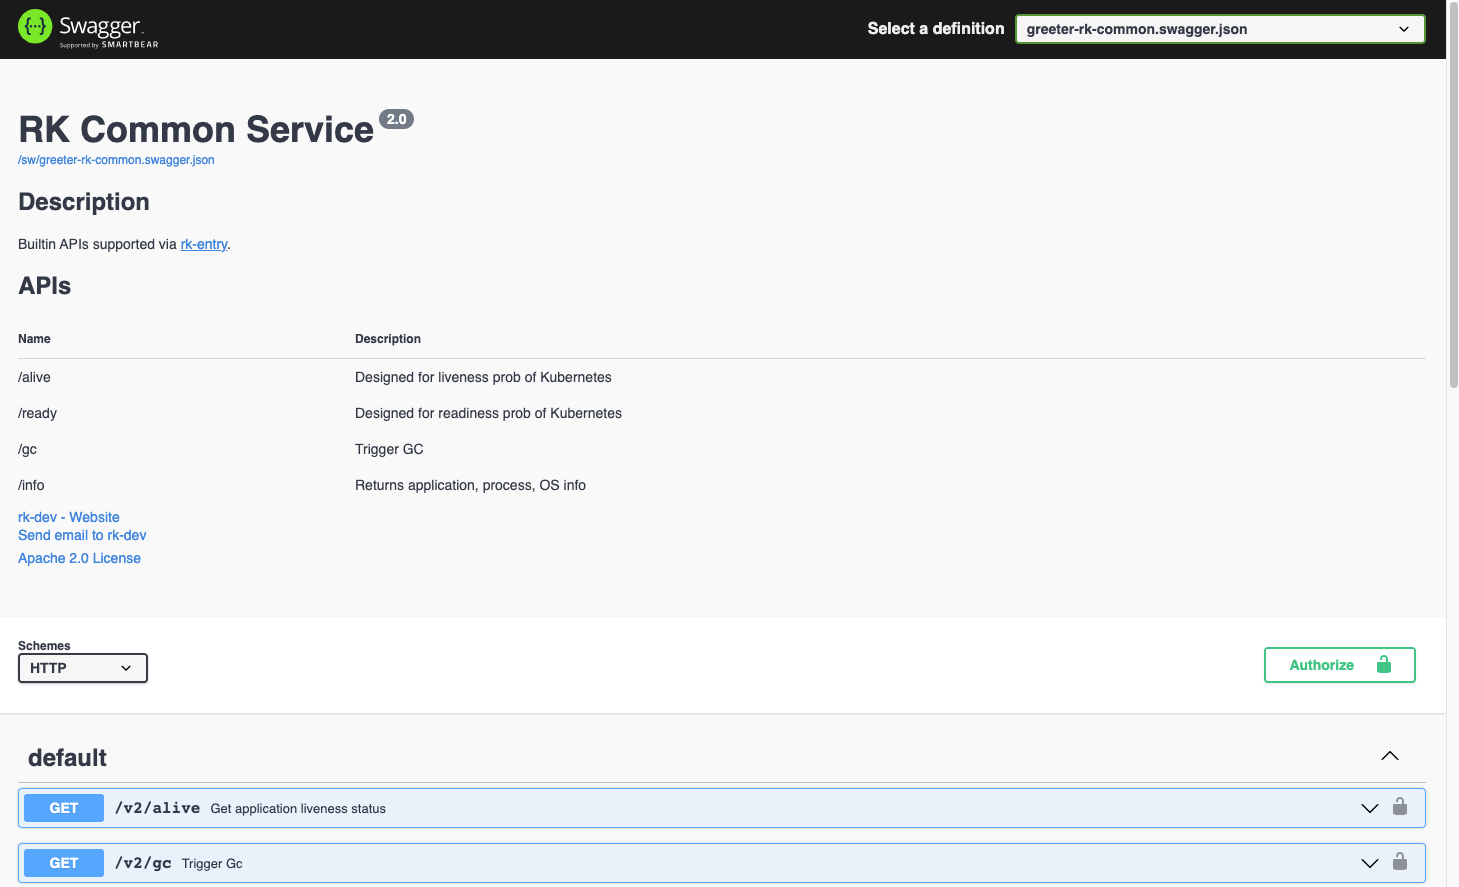 Swagger
Supported by SMARTBEAR
Select a definition
greeter-rk-common.swagger.json
RK Common Service 2.0
/sw/greeter-rk-common.swagger.json
Description
Builtin APIs supported via rk-entry.
APIs
Name Description
/alive Designed for liveness prob of Kubernetes
/ready Designed for readiness prob of Kubernetes
/gc Trigger GC
/info Returns application, process, OS info
rk-dev - Website
Send email to rk-dev
Apache 2.0 License
Schemes
HTTP
Authorize
default
GET /v2/alive Get application liveness status
GET /v2/gc Trigger Gc